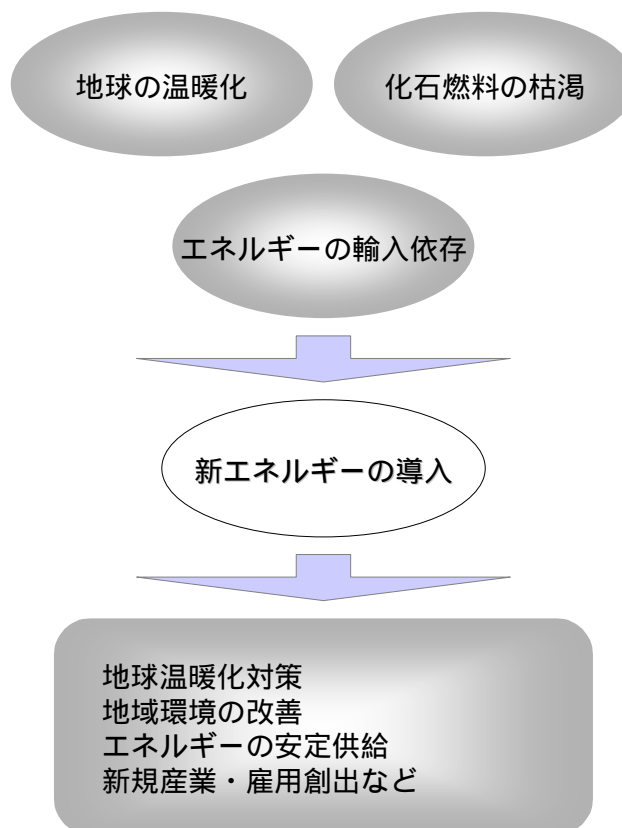 地球の温暖化
化石燃料の枯渇
エネルギーの輸入依存
新エネルギーの導入
地球温暖化対策
地域環境の改善
エネルギーの安定供給
新規産業・雇用創出など